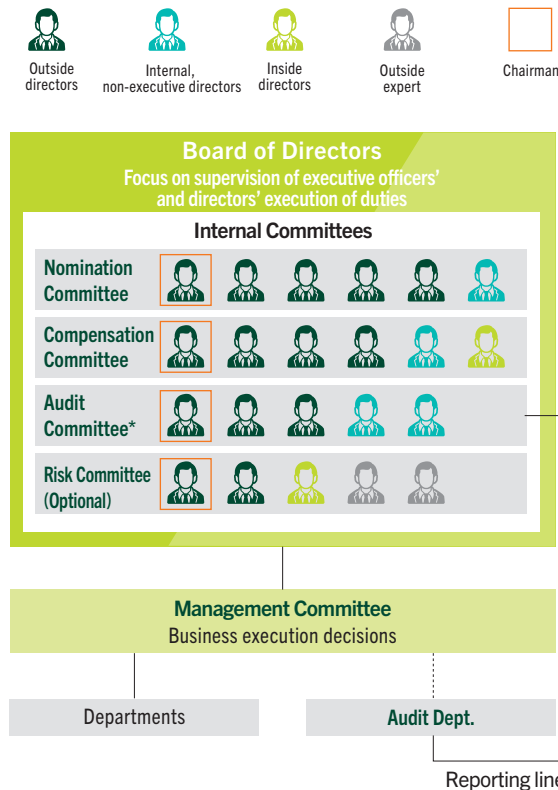 Outside
directors
Internal,
non-executive directors
Inside
directors
Outside
expert
Chairman
Board of Directors
Focus on supervision of executive officers'
and directors' execution of duties
Internal Committees
Nomination
Committee
Compensation
Committee
Audit
Committee*
Risk Committee
(Optional)
Management Committee
Business execution decisions
Departments
Audit Dept.
Reporting line